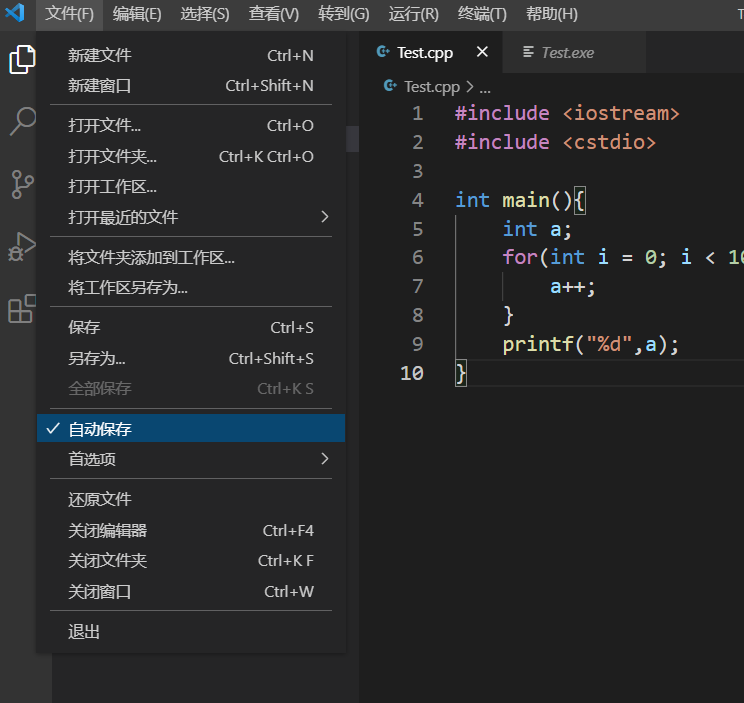 文件(F) 编辑(E) 选择(S) 查看(V) 转到(G) 运行(R) 终端(T) 帮助(H)
新建文件 Ctrl+N
新建窗口 Ctrl+Shift+N
打开文件... Ctrl+O
打开文件夹... Ctrl+K Ctrl+O
打开工作区...
打开最近的文件
将文件夹添加到工作区...
将工作区另存为...
保存 Ctrl+S
另存为... Ctrl+Shift+S
全部保存 Ctrl+K S
自动保存
首选项
还原文件
关闭编辑器 Ctrl+F4
关闭文件夹 Ctrl+K F
关闭窗口 Ctrl+W
退出
Test.cpp Test.exe
Test.cpp > ...
1 #include <iostream>
2 #include <cstdio>
3
4 int main(){
5 int a;
6 for(int i = 0; i < 10
7 a++;
8 }
9 printf("%d",a);
10 }